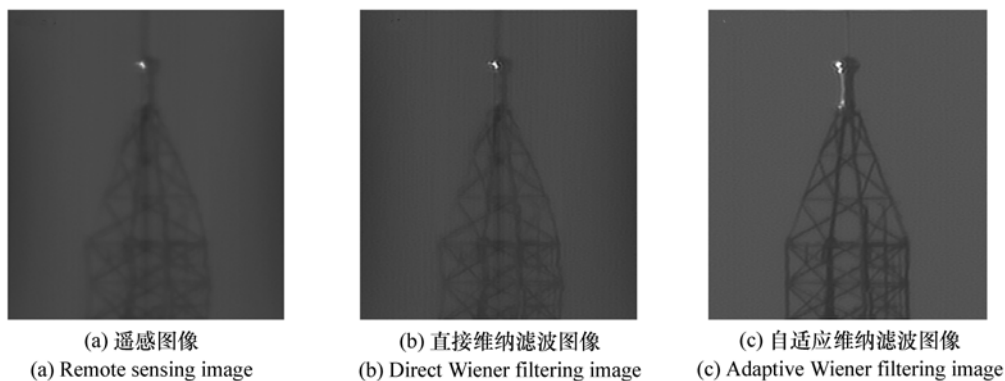 (a) 遥感图像
(a) Remote sensing image
(b) 直接维纳滤波图像
(b) Direct Wiener filtering image
(c) 自适应维纳滤波图像
(c) Adaptive Wiener filtering image